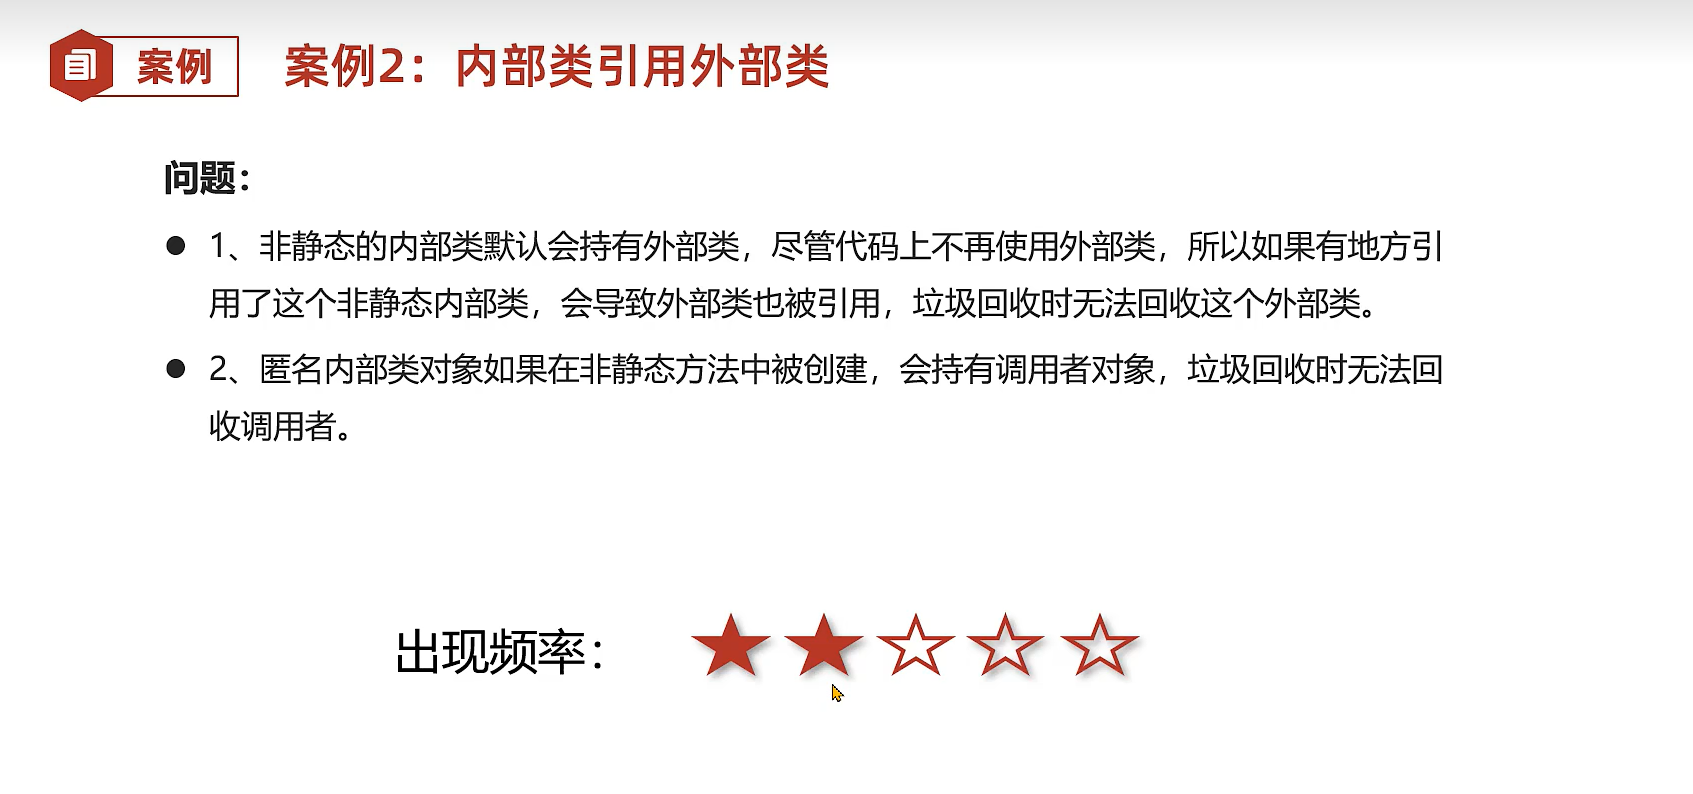 案例
案例2：内部类引用外部类
问题：
● 1、非静态的内部类默认会持有外部类，尽管代码上不再使用外部类，所以如果有地方引
用了这个非静态内部类，会导致外部类也被引用，垃圾回收时无法回收这个外部类。
● 2、匿名内部类对象如果在非静态方法中被创建，会持有调用者对象，垃圾回收时无法回
收调用者。
出现频率：